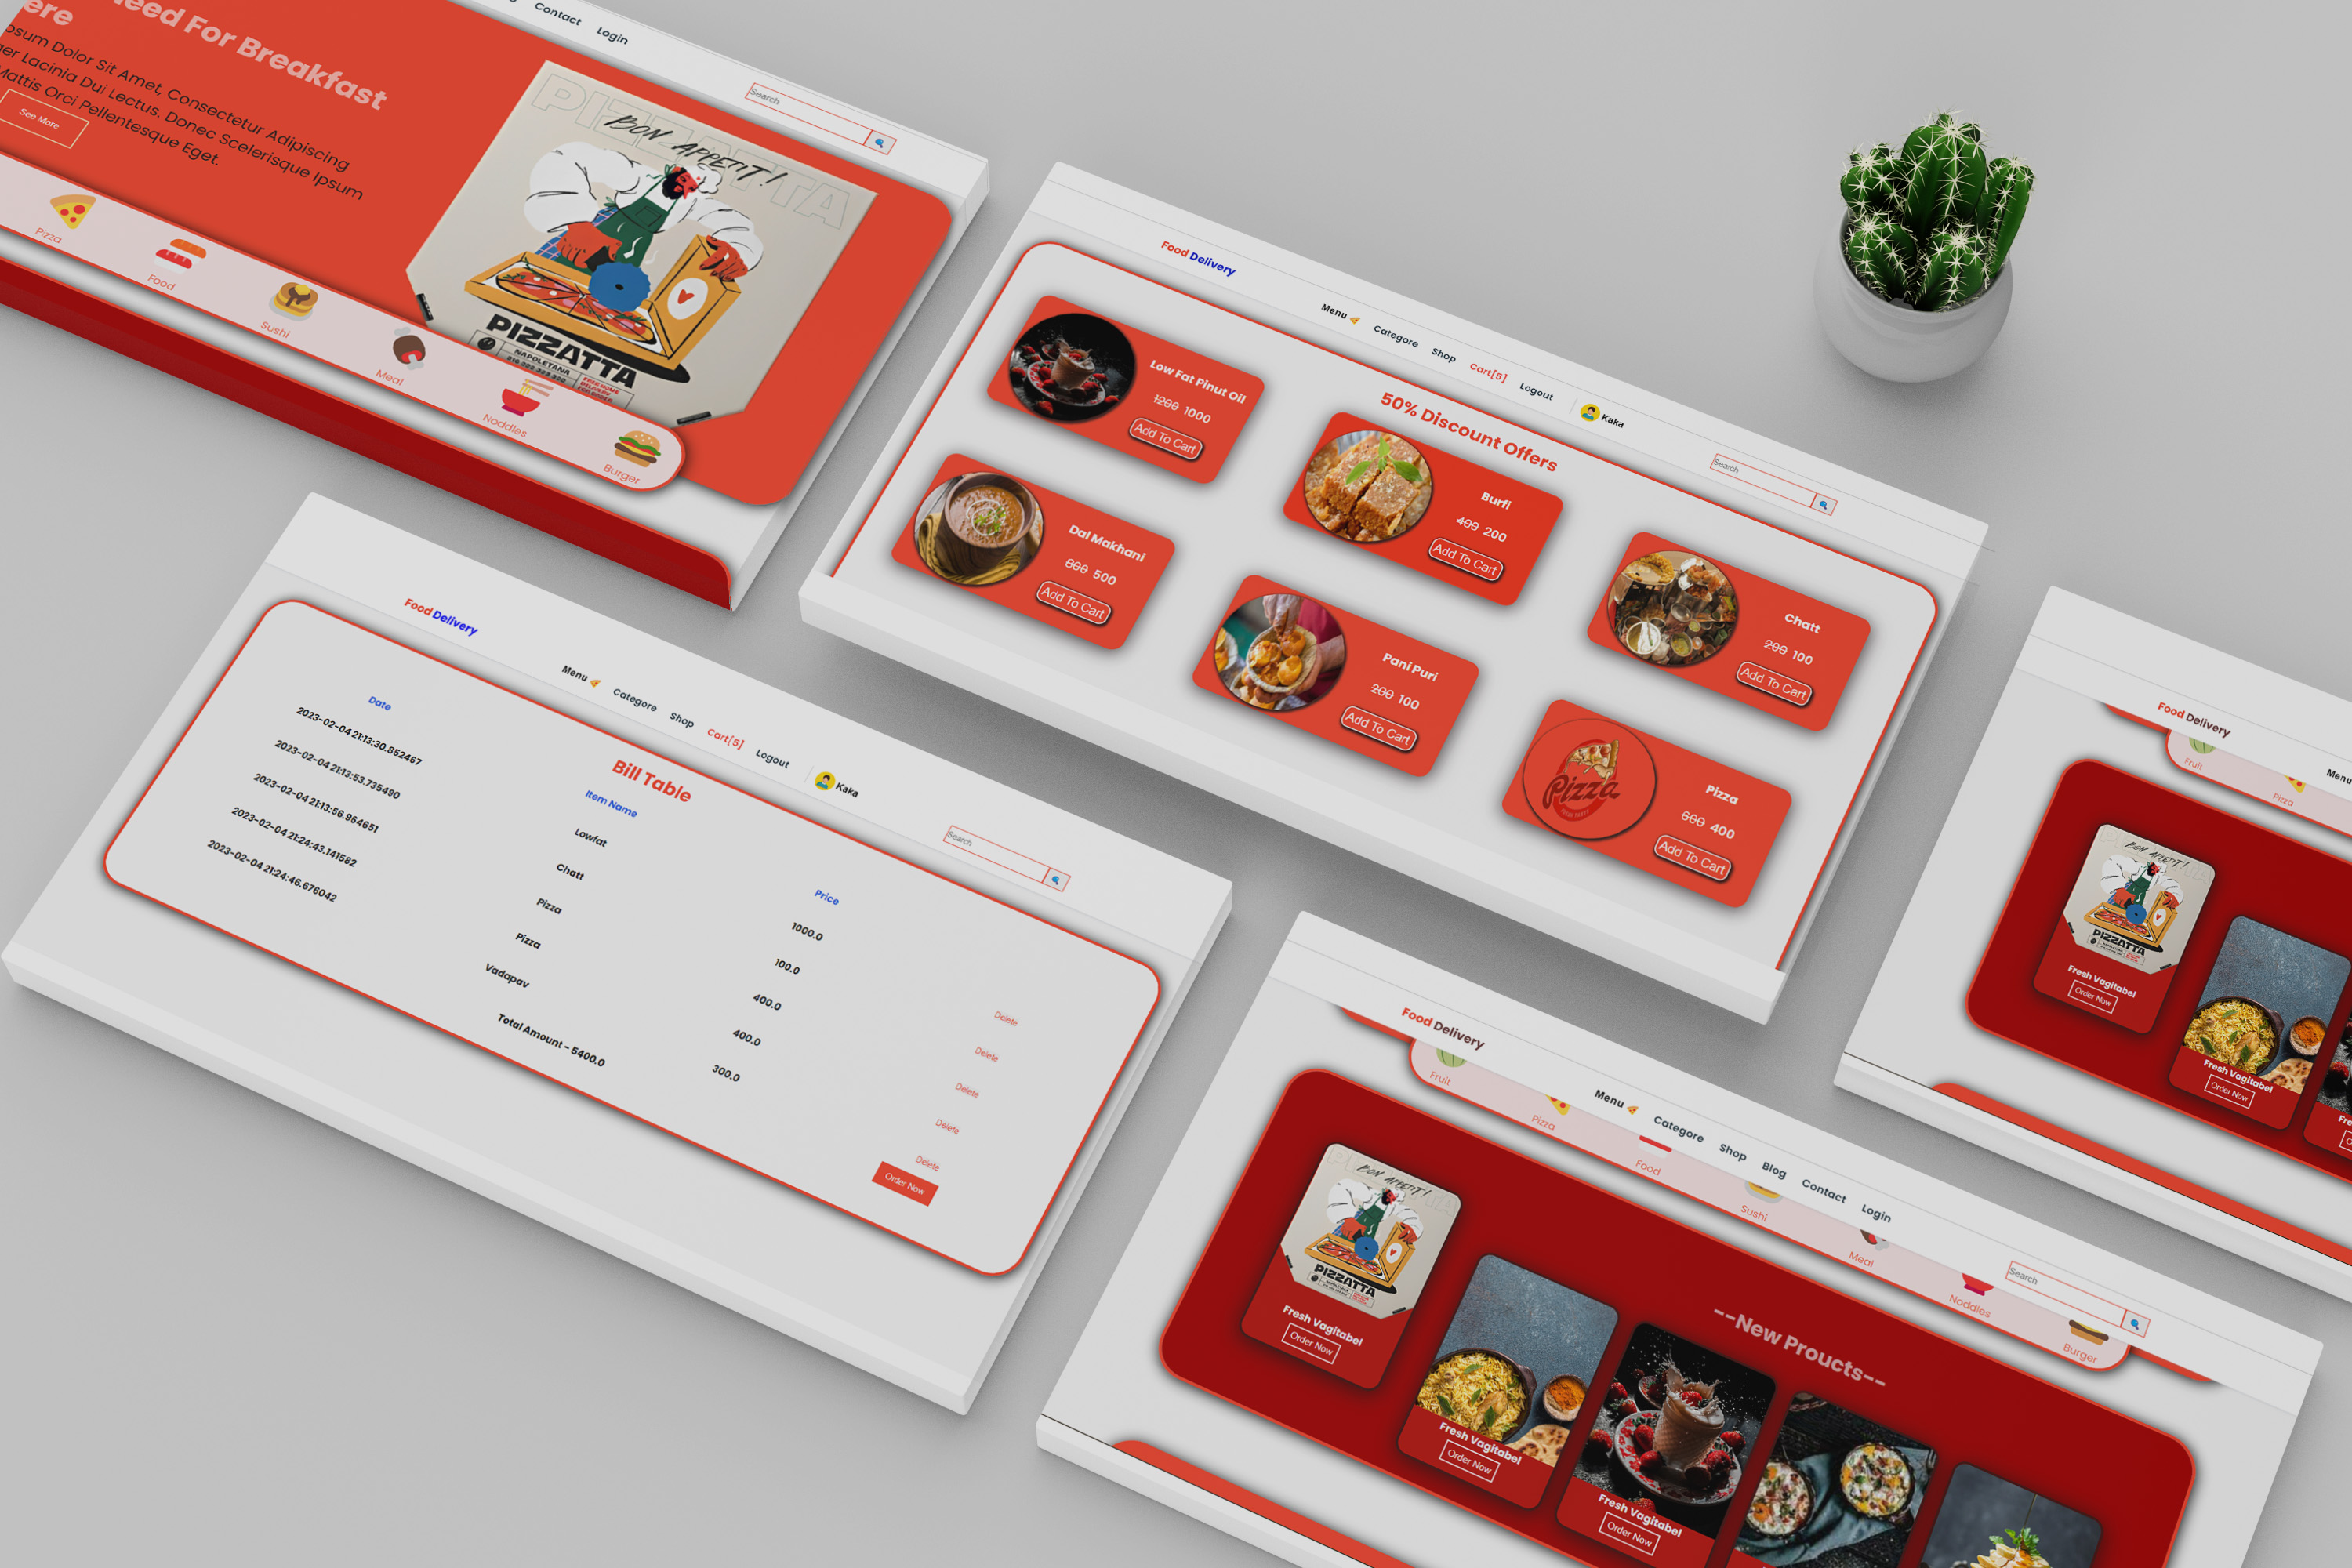 Contact
Login
Search
ere
Need For Breakfast
psum Dolor Sit Amet, Consectetur Adipiscing
Lacinia Dui Lectus. Donec Scelerisque Ipsum
Mattis Orci Pellentesque Eget.
See More
Pizza
Food
Sushi
Meal
Noddles
Burger
PIZZATTA
BON APPETIT!
PIZZATTA
NAPOLETANA
Food Delivery
Menu
Categore
Shop
Cart[5]
Logout
Kaka
Search
50% Discount Offers
Low Fat Pinut Oil
1200 1000
Add To Cart
Burfi
400 200
Add To Cart
Chatt
200 100
Add To Cart
Dal Makhani
800 500
Add To Cart
Pani Puri
200 100
Add To Cart
Pizza
Pizza
600 400
Add To Cart
Food Delivery
Menu
Categore
Shop
Cart[5]
Logout
Kaka
Search
Bill Table
Date
Item Name
Price
2023-02-04 21:13:30.852467
Lowfat
1000.0
Delete
2023-02-04 21:13:53.735490
Chatt
100.0
Delete
2023-02-04 21:13:56.964651
Pizza
400.0
Delete
2023-02-04 21:24:43.141582
Pizza
400.0
Delete
2023-02-04 21:24:46.676042
Vadapav
300.0
Delete
Total Amount - 5400.0
Order Now
Food Delivery
Menu
Fruit
Pizza
BON APPETIT!
PIZZATTA
Fresh Vagitabel
Order Now
Fresh Vagitabel
Order Now
Food Delivery
Menu
Categore
Shop
Blog
Contact
Login
Search
Fruit
Pizza
Food
Sushi
Meal
Noddles
Burger
--New Proucts--
BON APPETIT!
PIZZATTA
Fresh Vagitabel
Order Now
Fresh Vagitabel
Order Now
Fresh Vagitabel
Order Now